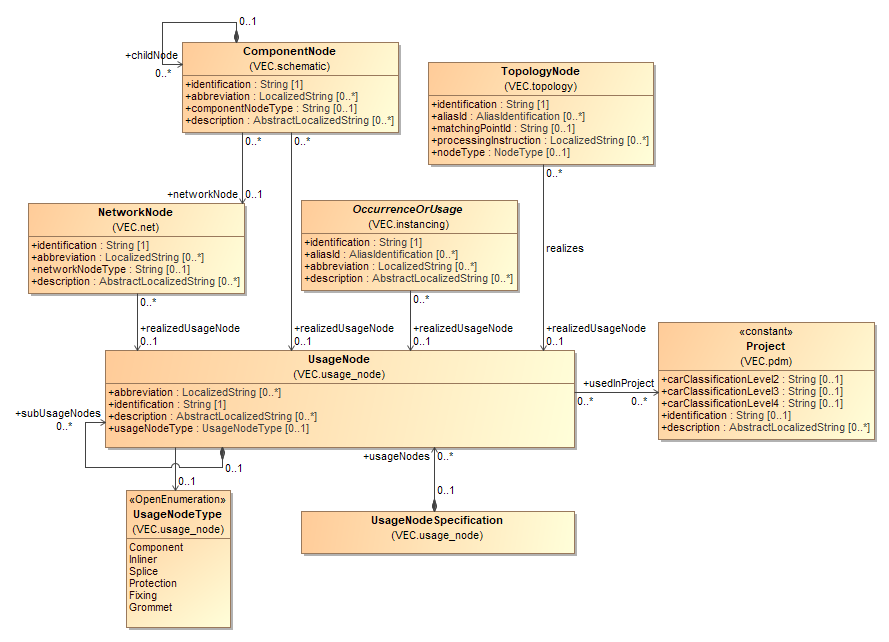 0..1
+childNode
0..*
ComponentNode
(VEC.schematic)
+identification : String [1]
+abbreviation : LocalizedString [0..*]
+componentNodeType : String [0..1]
+description : AbstractLocalizedString [0..*]
TopologyNode
(VEC.topology)
+identification : String [1]
+aliasId : AliasIdentification [0..*]
+matchingPointId : String [0..1]
+processingInstruction : LocalizedString [0..*]
+nodeType : NodeType [0..1]
0..*
0..*
0..*
+networkNode
0..1
NetworkNode
(VEC.net)
+identification : String [1]
+abbreviation : LocalizedString [0..*]
+networkNodeType : String [0..1]
+description : AbstractLocalizedString [0..*]
OccurrenceOrUsage
(VEC.instancing)
+identification : String [1]
+aliasId : AliasIdentification [0..*]
+abbreviation : LocalizedString [0..*]
+description : AbstractLocalizedString [0..*]
realizes
0..*
0..*
+realizedUsageNode
0..1
+realizedUsageNode
0..1
+realizedUsageNode
0..1
+realizedUsageNode
0..1
«constant»
Project
(VEC.pdm)
+carClassificationLevel2 : String [0..1]
+carClassificationLevel3 : String [0..1]
+carClassificationLevel4 : String [0..1]
+identification : String [0..1]
+description : AbstractLocalizedString [0..*]
UsageNode
(VEC.usage_node)
+abbreviation : LocalizedString [0..*]
+identification : String [1]
+description : AbstractLocalizedString [0..*]
+usageNodeType : UsageNodeType [0..1]
+usedInProject
0..*
0..*
+subUsageNodes
0..*
0..1
0..1
+usageNodes
0..*
0..1
«OpenEnumeration»
UsageNodeType
(VEC.usage_node)
Component
Inliner
Splice
Protection
Fixing
Grommet
UsageNodeSpecification
(VEC.usage_node)